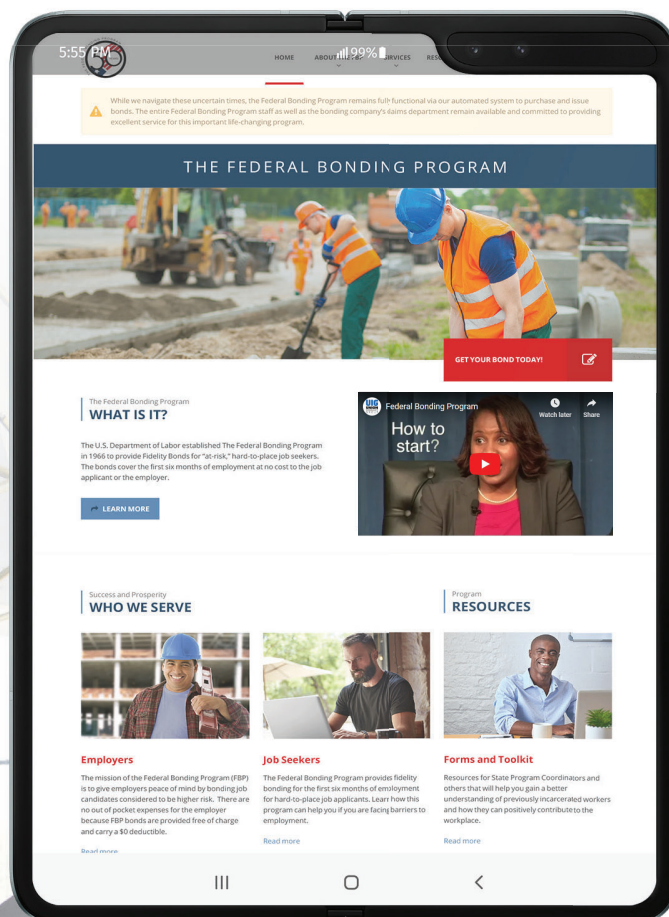 5:55 PM
99%
HOME ABOUT SERVICES
While we navigate these uncertain times, the Federal Bonding Program remains fully functional via our automated system to purchase and issue
bonds. The entire Federal Bonding Program staff as well as the bonding company's claims department remain available and committed to providing
excellent service for this important life-changing program.
THE FEDERAL BONDING PROGRAM
GET YOUR BOND TODAY!
The Federal Bonding Program
WHAT IS IT?
The U.S. Department of Labor established The Federal Bonding Program
in 1966 to provide Fidelity Bonds for "at-risk," hard-to-place job seekers.
The bonds cover the first six months of employment at no cost to the job
applicant or the employer.
LEARN MORE
UIG
Federal Bonding Program
Watch later
Share
How to
start?
Success and Prosperity
WHO WE SERVE
Program
RESOURCES
Employers
The mission of the Federal Bonding Program (FBP)
is to give employers peace of mind by bonding job
candidates considered to be higher risk. There are
no out of pocket expenses for the employer
because FBP bonds are provided free of charge
and carry a $0 deductible.
Read more
Job Seekers
The Federal Bonding Program provides fidelity
bonding for the first six months of employment
for hard-to-place job applicants. Learn how this
program can help you if you are facing barriers to
employment.
Read more
Forms and Toolkit
Resources for State Program Coordinators and
others that will help you gain a better
understanding of previously incarcerated workers
and how they can positively contribute to the
workplace.
Read more